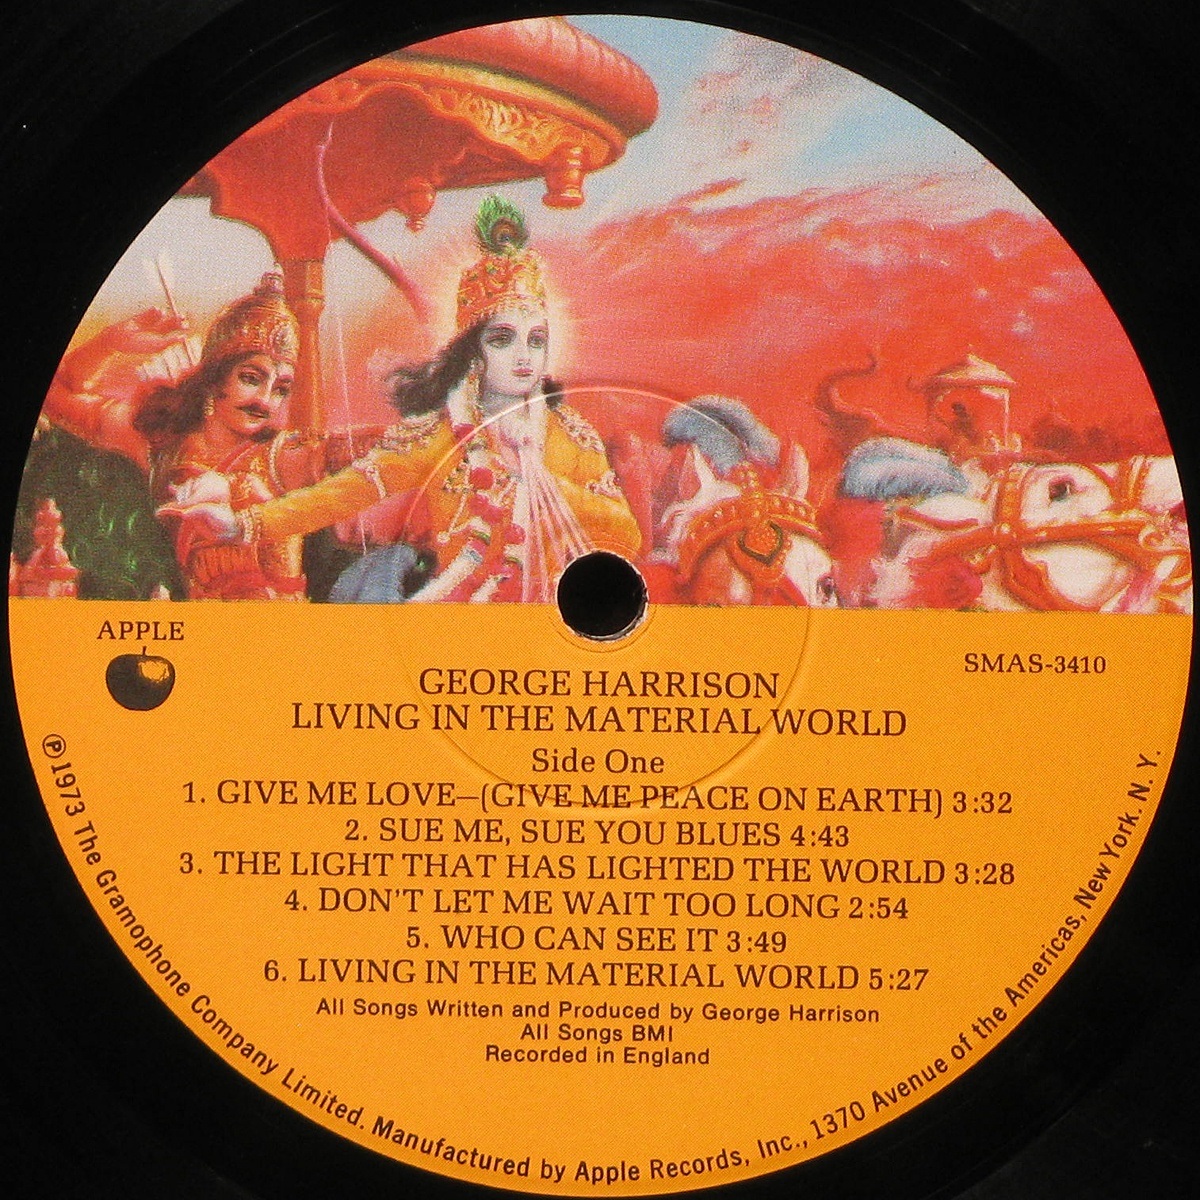 APPLE
SMAS-3410
GEORGE HARRISON
LIVING IN THE MATERIAL WORLD
Side One
1. GIVE ME LOVE—(GIVE ME PEACE ON EARTH) 3:32
2. SUE ME, SUE YOU BLUES 4:43
3. THE LIGHT THAT HAS LIGHTED THE WORLD 3:28
4. DON'T LET ME WAIT TOO LONG 2:54
5. WHO CAN SEE IT 3:49
6. LIVING IN THE MATERIAL WORLD 5:27
All Songs Written and Produced by George Harrison
All Songs BMI
Recorded in England
℗1973 The Gramophone Company Limited. Manufactured by Apple Records, Inc., 1370 Avenue of the Americas, New York. N. Y.